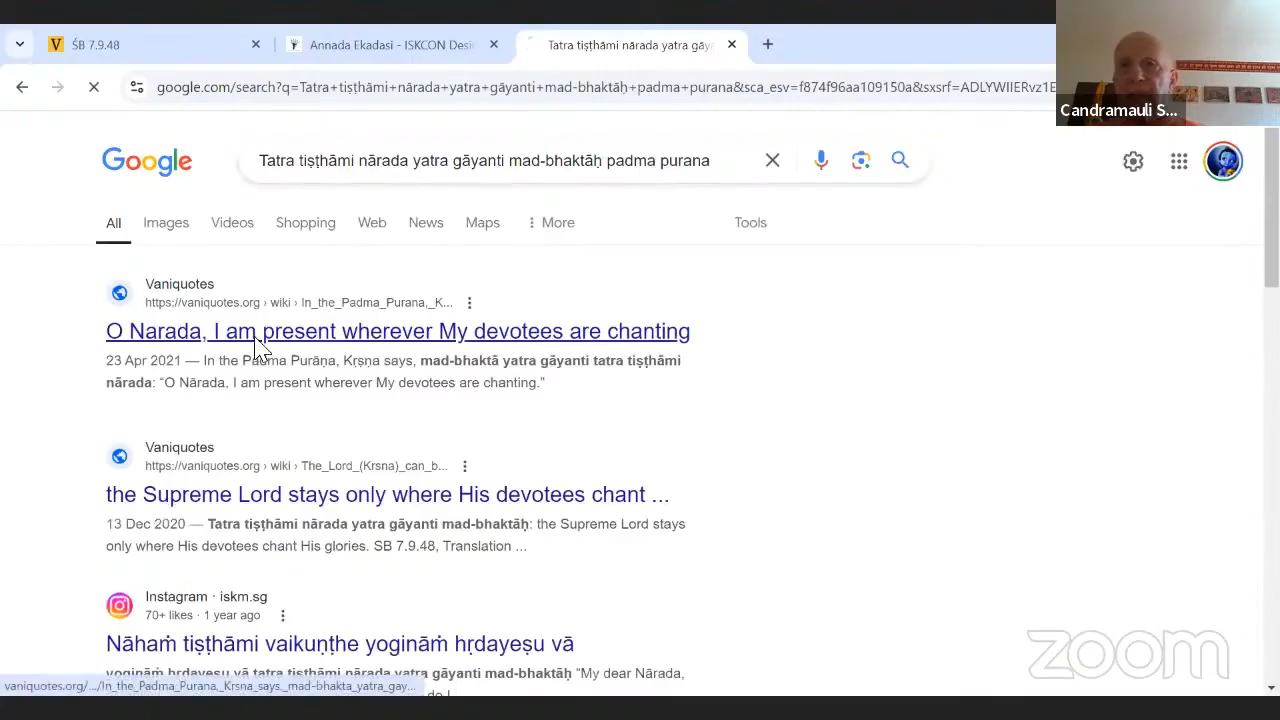 ŚB 7.9.48
Annada Ekadasi - ISKCON Desi
Tatra tiṣṭhāmi nārada yatra gāya
google.com/search?q=Tatra+tiṣṭhāmi+nārada+yatra+gāyanti+mad-bhaktāḥ+padma+purana&sca_esv=f874f96aa109150a&sxsrf=ADLYWIIERvz1E
Candramauli S...
Google
Tatra tiṣṭhāmi nārada yatra gāyanti mad-bhaktāḥ padma purana
All Images Videos Shopping Web News Maps More Tools
Vaniquotes
https://vaniquotes.org › wiki › In_the_Padma_Purana,_K...
O Narada, I am present wherever My devotees are chanting
23 Apr 2021 — In the Padma Purāṇa, Kṛṣṇa says, mad-bhaktā yatra gāyanti tatra tiṣṭhāmi
nārada: “O Nārada, I am present wherever My devotees are chanting.”
Vaniquotes
https://vaniquotes.org › wiki › The_Lord_(Krsna)_can_b...
the Supreme Lord stays only where His devotees chant ...
13 Dec 2020 — Tatra tiṣṭhāmi nārada yatra gāyanti mad-bhaktāḥ: the Supreme Lord stays
only where His devotees chant His glories. SB 7.9.48, Translation ...
Instagram · iskm.sg
70+ likes · 1 year ago
Nāhaṁ tiṣṭhāmi vaikuṇṭhe yogināṁ hṛdayeṣu vā
yogināṁ hṛdayeṣu vā tatra tiṣṭhāmi nārada yatra gāyanti mad-bhaktāḥ “My dear Nārada,
do I
vaniquotes.org/.../In_the_Padma_Purana,_Krsna_says,_mad-bhakta_yatra_gay...
zoom